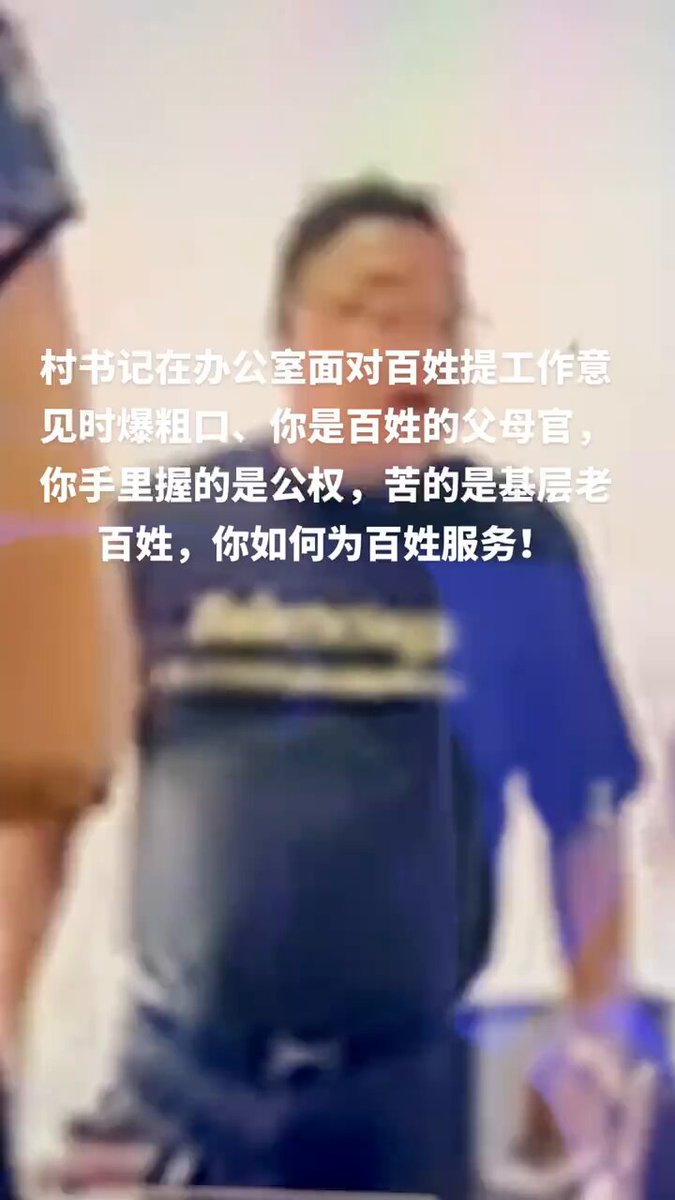 村书记在办公室面对百姓提工作意
见时爆粗口、你是百姓的父母官，
你手里握的是公权，苦的是基层老
百姓，你如何为百姓服务！